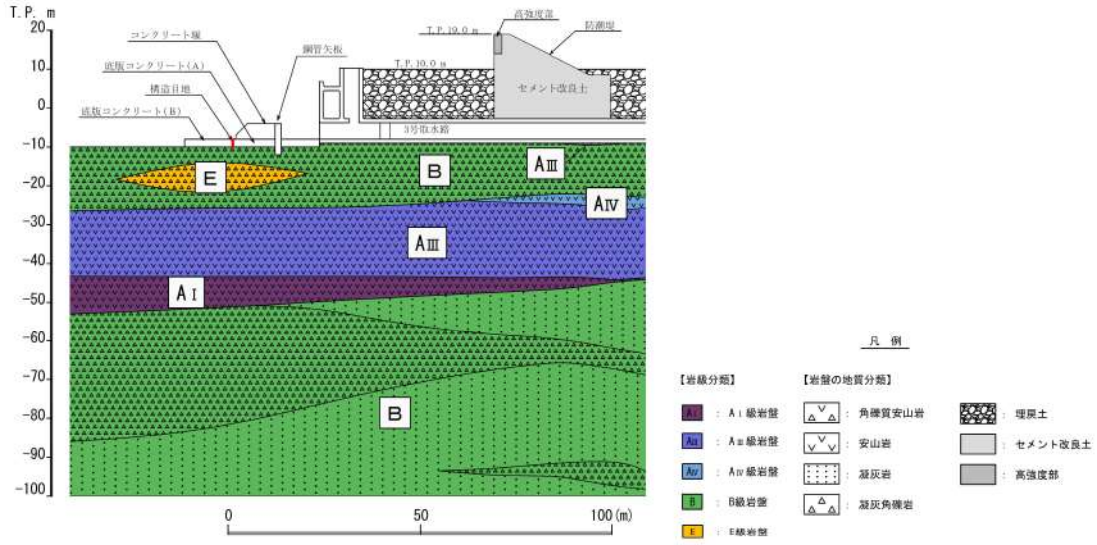 T.P. m
20
10
0
-10
-20
-30
-40
-50
-60
-70
-80
-90
-100
コンクリート堰
鋼管矢板
底版コンクリート(A)
構造目地
底版コンクリート(B)
T.P.19.0 m
高強度部
防潮堤
T.P.10.0 m
セメント改良土
3号取水路
E
B
AⅢ
AⅣ
AⅢ
AⅠ
B
0
50
100(m)
凡 例
【岩級分類】
AⅠ : AⅠ級岩盤
AⅢ : AⅢ級岩盤
AⅣ : AⅣ級岩盤
B : B級岩盤
E : E級岩盤
【岩盤の地質分類】
: 角礫質安山岩
: 安山岩
: 凝灰岩
: 凝灰角礫岩
: 埋戻土
: セメント改良土
: 高強度部